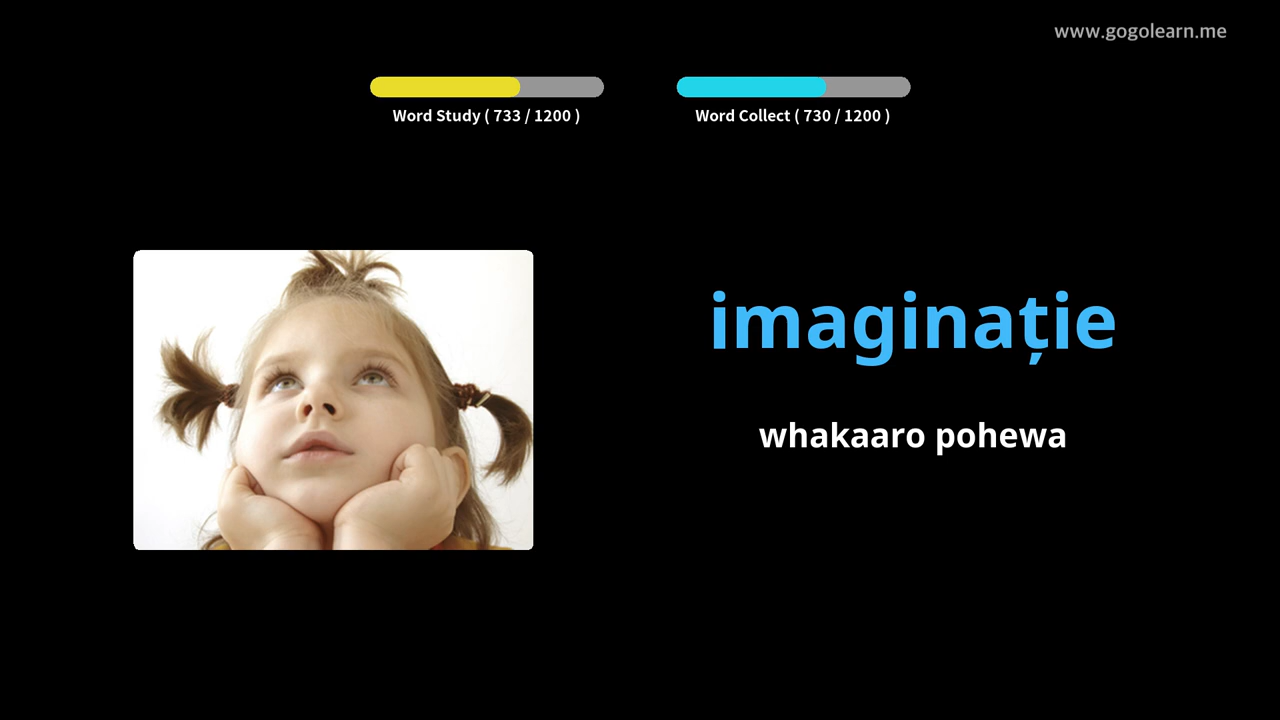 www.gogolearn.me
Word Study ( 733 / 1200 )
Word Collect ( 730 / 1200 )
imaginație
whakaaro pohewa